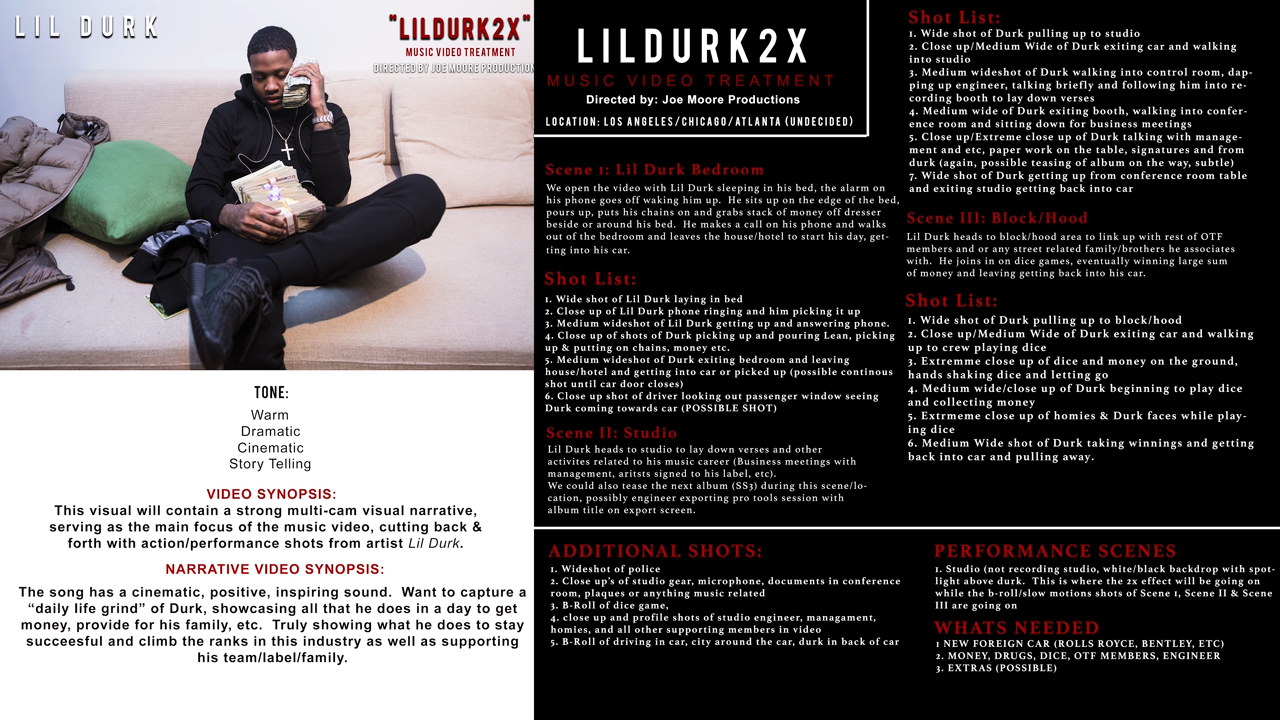 LIL DURK
"LILDURK2X"
MUSIC VIDEO TREATMENT
DIRECTED BY JOE MOORE PRODUCTION
TONE:
Warm
Dramatic
Cinematic
Story Telling
VIDEO SYNOPSIS:
This visual will contain a strong multi-cam visual narrative,
serving as the main focus of the music video, cutting back &
forth with action/performance shots from artist Lil Durk.
NARRATIVE VIDEO SYNOPSIS:
The song has a cinematic, positive, inspiring sound.  Want to capture a
“daily life grind” of Durk, showcasing all that he does in a day to get
money, provide for his family, etc.  Truly showing what he does to stay
succeesful and climb the ranks in this industry as well as supporting
his team/label/family.
LILDURK2X
MUSIC VIDEO TREATMENT
Directed by: Joe Moore Productions
LOCATION: LOS ANGELES/CHICAGO/ATLANTA (UNDECIDED)
Scene I: Lil Durk Bedroom
We open the video with Lil Durk sleeping in his bed, the alarm on
his phone goes off waking him up.  He sits up on the edge of the bed,
pours up, puts his chains on and grabs stack of money off dresser
beside or around his bed.  He makes a call on his phone and walks
out of the bedroom and leaves the house/hotel to start his day, get-
ting into his car.
Shot List:
1. Wide shot of Lil Durk laying in bed
2. Close up of Lil Durk phone ringing and him picking it up
3. Medium wideshot of Lil Durk getting up and answering phone.
4. Close up of shots of Durk picking up and pouring Lean, picking
up & putting on chains, money etc.
5. Medium wideshot of Durk exiting bedroom and leaving
house/hotel and getting into car or picked up (possible continous
shot until car door closes)
6. Close up shot of driver looking out passenger window seeing
Durk coming towards car (POSSIBLE SHOT)
Scene II: Studio
Lil Durk heads to studio to lay down verses and other
activites related to his music career (Business meetings with
management, aritsts signed to his label, etc).
We could also tease the next album (SS3) during this scene/lo-
cation, possibly engineer exporting pro tools session with
album title on export screen.
Shot List:
1. Wide shot of Durk pulling up to studio
2. Close up/Medium Wide of Durk exiting car and walking
into studio
3. Medium wideshot of Durk walking into control room, dap-
ping up engineer, talking briefly and following him into re-
cording booth to lay down verses
4. Medium wide of Durk exiting booth, walking into confer-
ence room and sitting down for business meetings
5. Close up/Extreme close up of Durk talking with manage-
ment and etc, paper work on the table, signatures and from
durk (again, possible teasing of album on the way, subtle)
7. Wide shot of Durk getting up from conference room table
and exiting studio getting back into car
Scene III: Block/Hood
Lil Durk heads to block/hood area to link up with rest of OTF
members and or any street related family/brothers he associates
with.  He joins in on dice games, eventually winning large sum
of money and leaving getting back into his car.
Shot List:
1. Wide shot of Durk pulling up to block/hood
2. Close up/Medium Wide of Durk exiting car and walking
up to crew playing dice
3. Extremme close up of dice and money on the ground,
hands shaking dice and letting go
4. Medium wide/close up of Durk beginning to play dice
and collecting money
5. Extrmeme close up of homies & Durk faces while play-
ing dice
6. Medium Wide shot of Durk taking winnings and getting
back into car and pulling away.
ADDITIONAL SHOTS:
1. Wideshot of police
2. Close up's of studio gear, microphone, documents in conference
room, plaques or anything music related
3. B-Roll of dice game,
4. close up and profile shots of studio engineer, managament,
homies, and all other supporting members in video
5. B-Roll of driving in car, city around the car, durk in back of car
PERFORMANCE SCENES
1. Studio (not recording studio, white/black backdrop with spot-
light above durk.  This is where the 2x effect will be going on
while the b-roll/slow motions shots of Scene 1, Scene II & Scene
III are going on
WHATS NEEDED
1 NEW FOREIGN CAR (ROLLS ROYCE, BENTLEY, ETC)
2. MONEY, DRUGS, DICE, OTF MEMBERS, ENGINEER
3. EXTRAS (POSSIBLE)